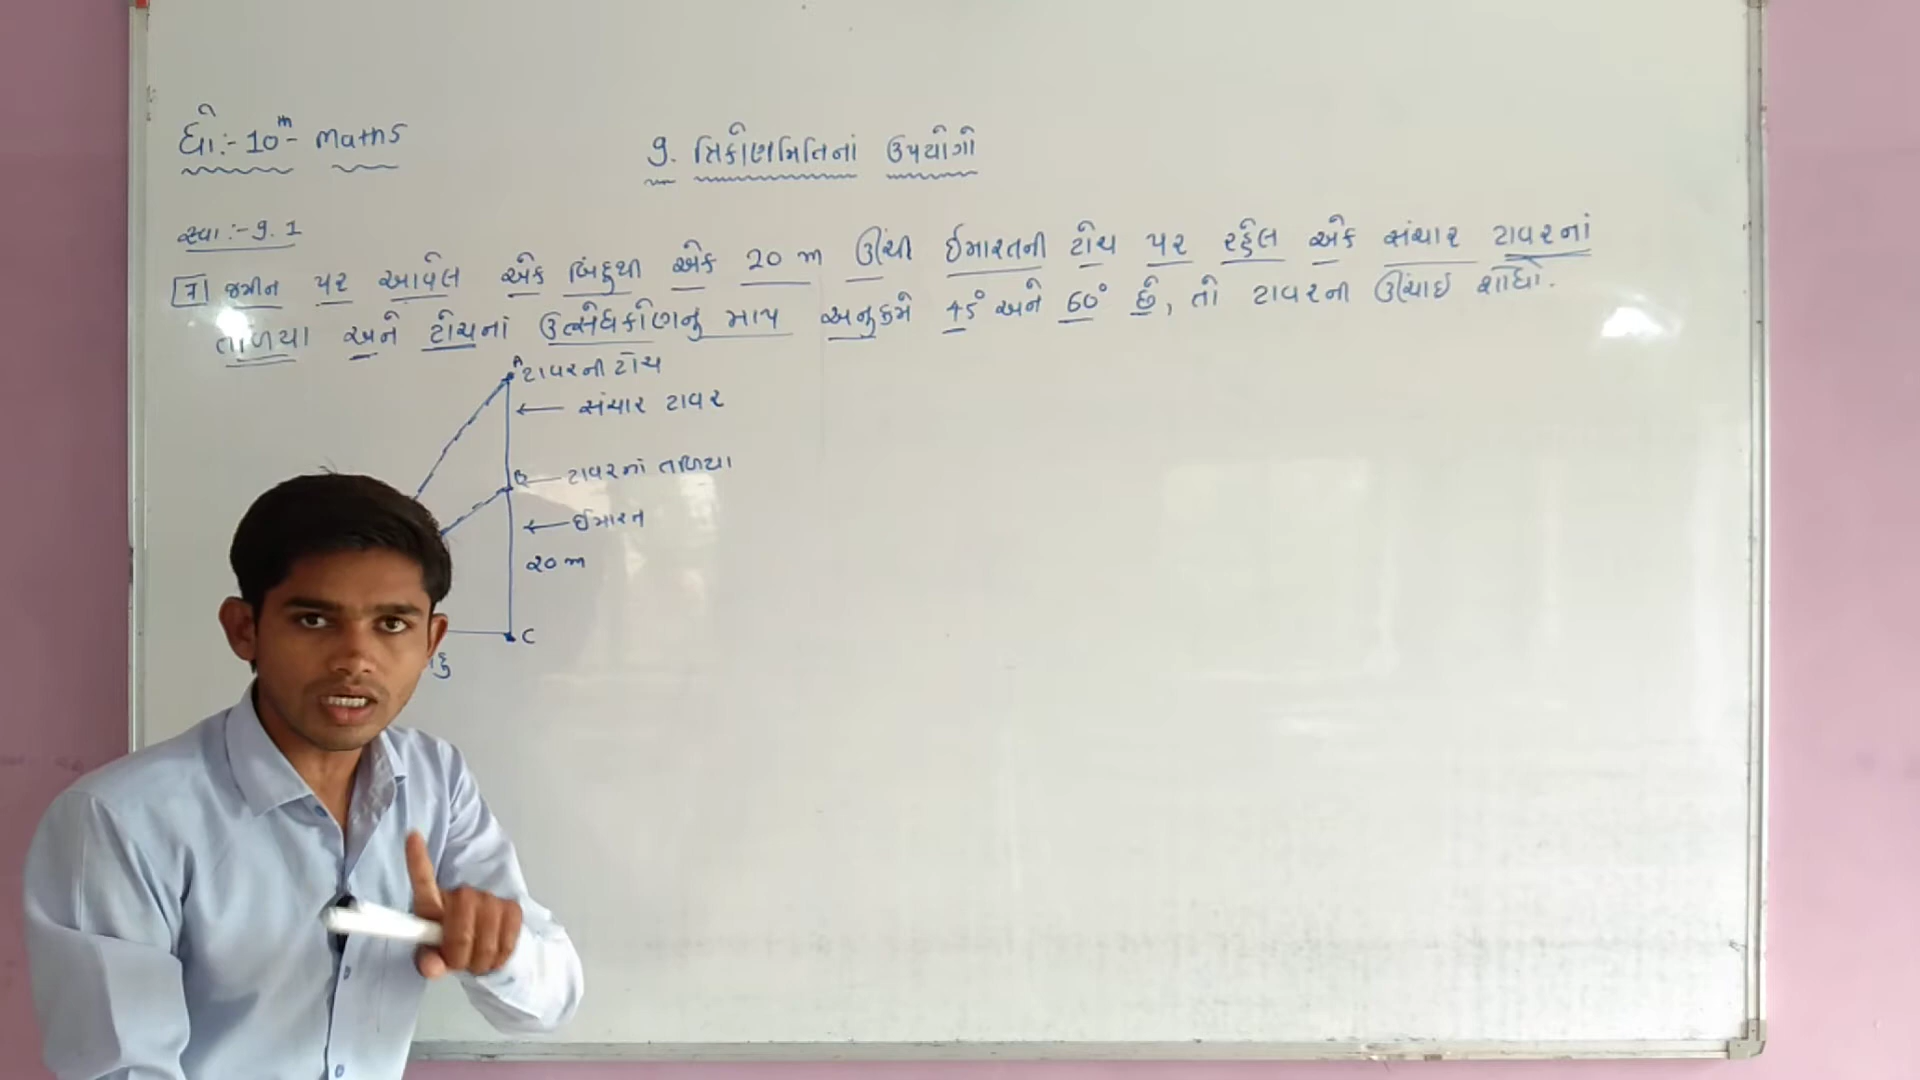 ધો:- 10th - Maths
9. ત્રિકોણમિતિનાં ઉપયોગો
સ્વા:- 9.1
7 જમીન પર આવેલ એક બિંદુથી એક 20 m ઊંચી ઈમારતની ટોચ પર રહેલ એક સંચાર ટાવરનાં
તળિયા અને ટોચનાં ઉત્સેધકોણનું માપ અનુક્રમે 45° અને 60° છે, તો ટાવરની ઊંચાઈ શોધો.
A ટાવરની ટોચ
← સંચાર ટાવર
B ટાવરનાં તળિયા
← ઈમારત
20 m
C